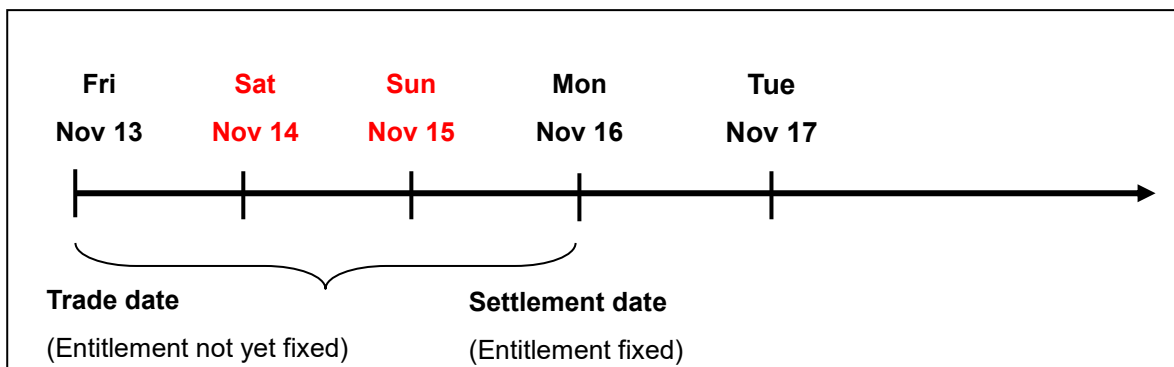 Fri Sat Sun Mon Tue
Nov 13 Nov 14 Nov 15 Nov 16 Nov 17
Trade date Settlement date
(Entitlement not yet fixed) (Entitlement fixed)